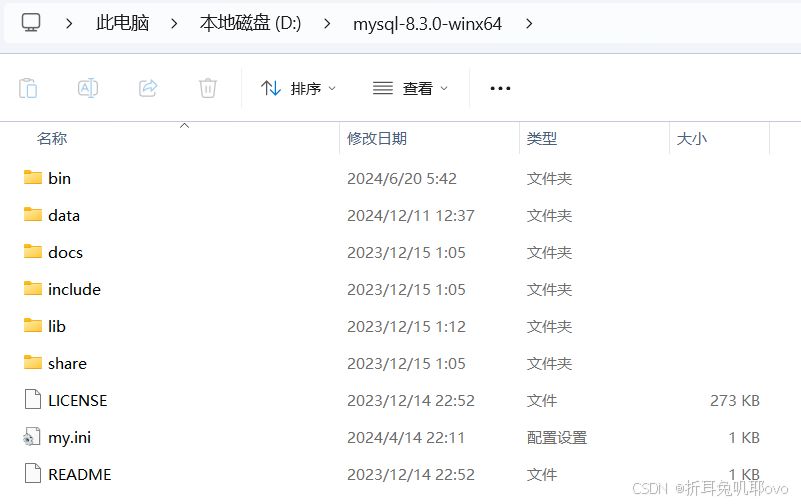 此电脑 本地磁盘 (D:) mysql-8.3.0-winx64
排序 查看
名称 修改日期 类型 大小
bin 2024/6/20 5:42 文件夹
data 2024/12/11 12:37 文件夹
docs 2023/12/15 1:05 文件夹
include 2023/12/15 1:05 文件夹
lib 2023/12/15 1:12 文件夹
share 2023/12/15 1:05 文件夹
LICENSE 2023/12/14 22:52 文件 273 KB
my.ini 2024/4/14 22:11 配置设置 1 KB
README 2023/12/14 22:52 文件 1 KB
CSDN @折耳兔叽耶ovo